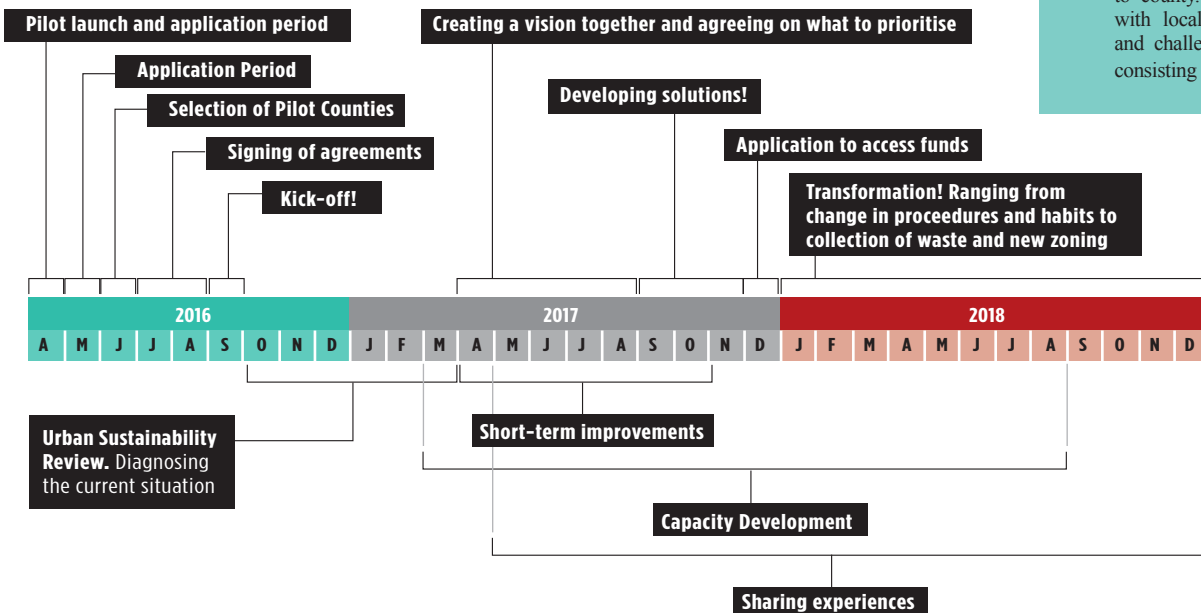 to county.
with local
and challe
consisting
Pilot launch and application period
Creating a vision together and agreeing on what to prioritise
Application Period
Developing solutions!
Selection of Pilot Counties
Signing of agreements
Application to access funds
Kick-off!
Transformation! Ranging from
change in proceedures and habits to
collection of waste and new zoning
2016 2017 2018
A M J J A S O N D J F M A M J J A S O N D J F M A M J J A S O N D
Urban Sustainability
Review. Diagnosing
the current situation
Short-term improvements
Capacity Development
Sharing experiences